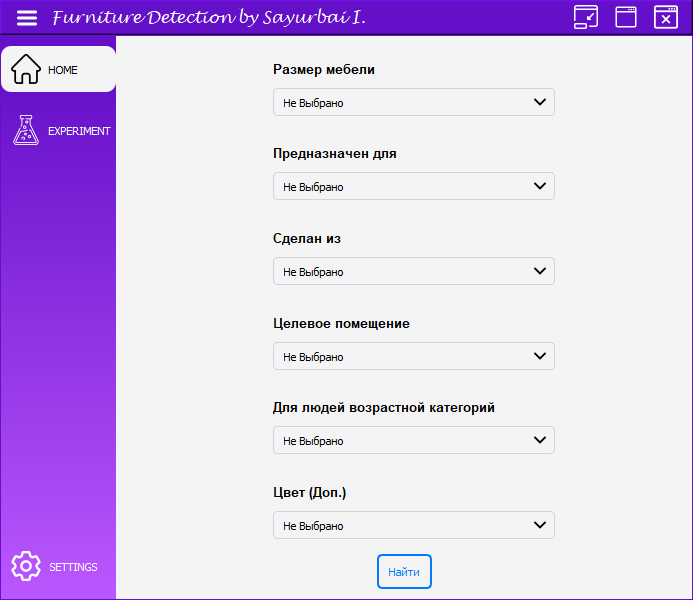 Furniture Detection by Sayurbai I.
HOME
EXPERIMENT
Размер мебели
Не Выбрано
Предназначен для
Не Выбрано
Сделан из
Не Выбрано
Целевое помещение
Не Выбрано
Для людей возрастной категорий
Не Выбрано
Цвет (Доп.)
Не Выбрано
Найти
SETTINGS